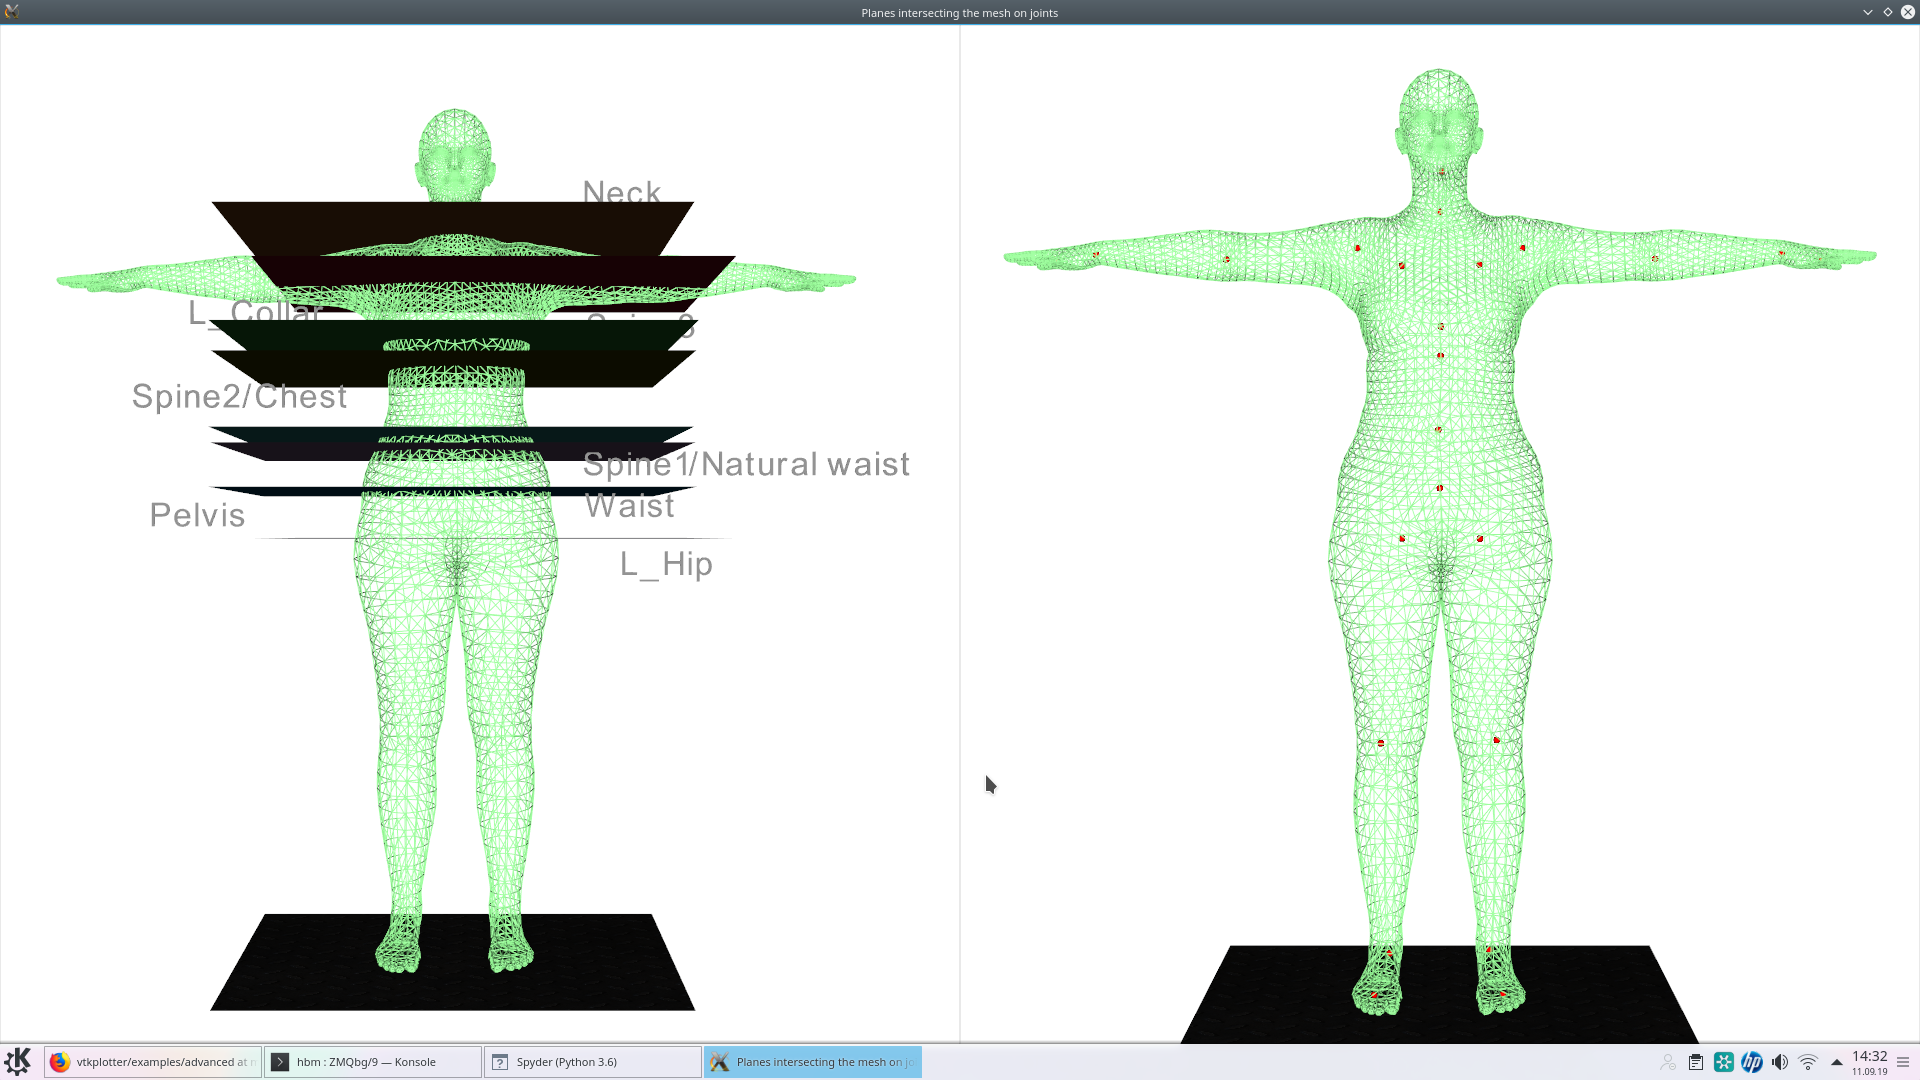 Planes intersecting the mesh on joints
Neck
L_Collar
Spine2/Chest
Spine1/Natural waist
Waist
Pelvis
L_Hip
vtkplotter/examples/advanced at
hbm : ZMQbg/9 — Konsole
Spyder (Python 3.6)
Planes intersecting the mesh on jo
hp
14:32
11.09.19